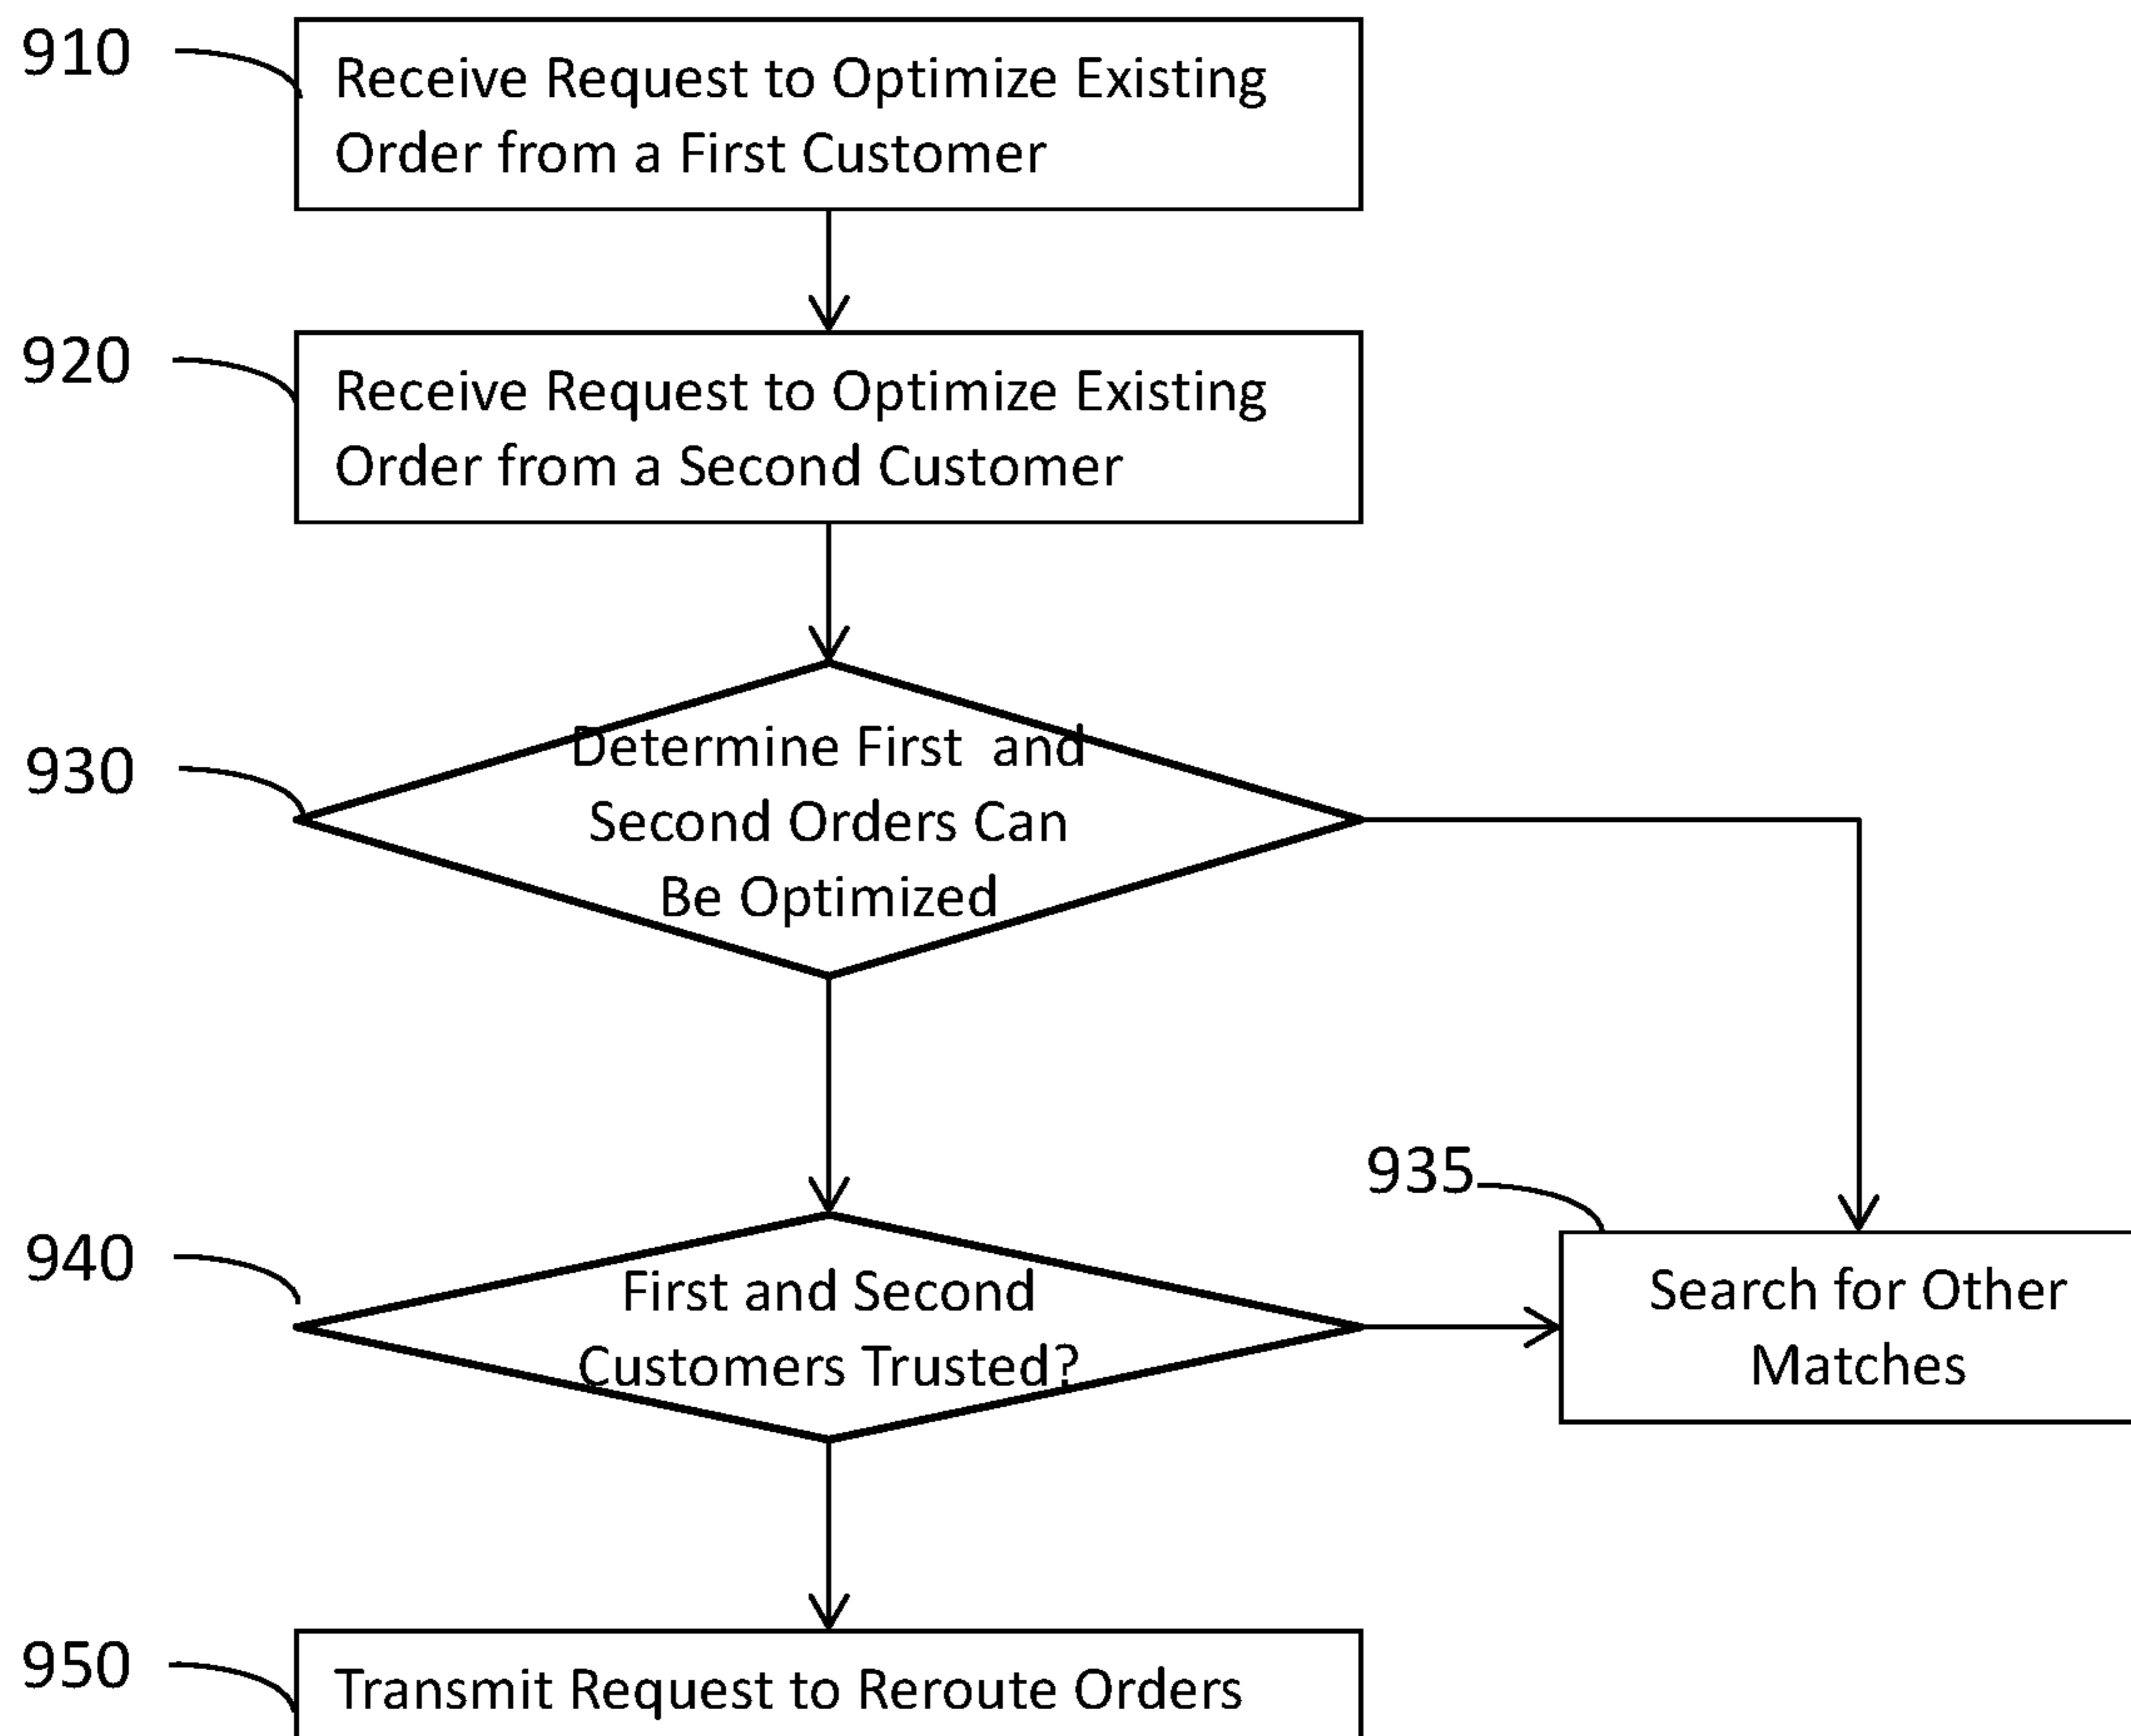 910
Receive Request to Optimize Existing
Order from a First Customer
920
Receive Request to Optimize Existing
Order from a Second Customer
930
Determine First and
Second Orders Can
Be Optimized
935
940
First and Second
Customers Trusted?
Search for Other
Matches
950
Transmit Request to Reroute Orders